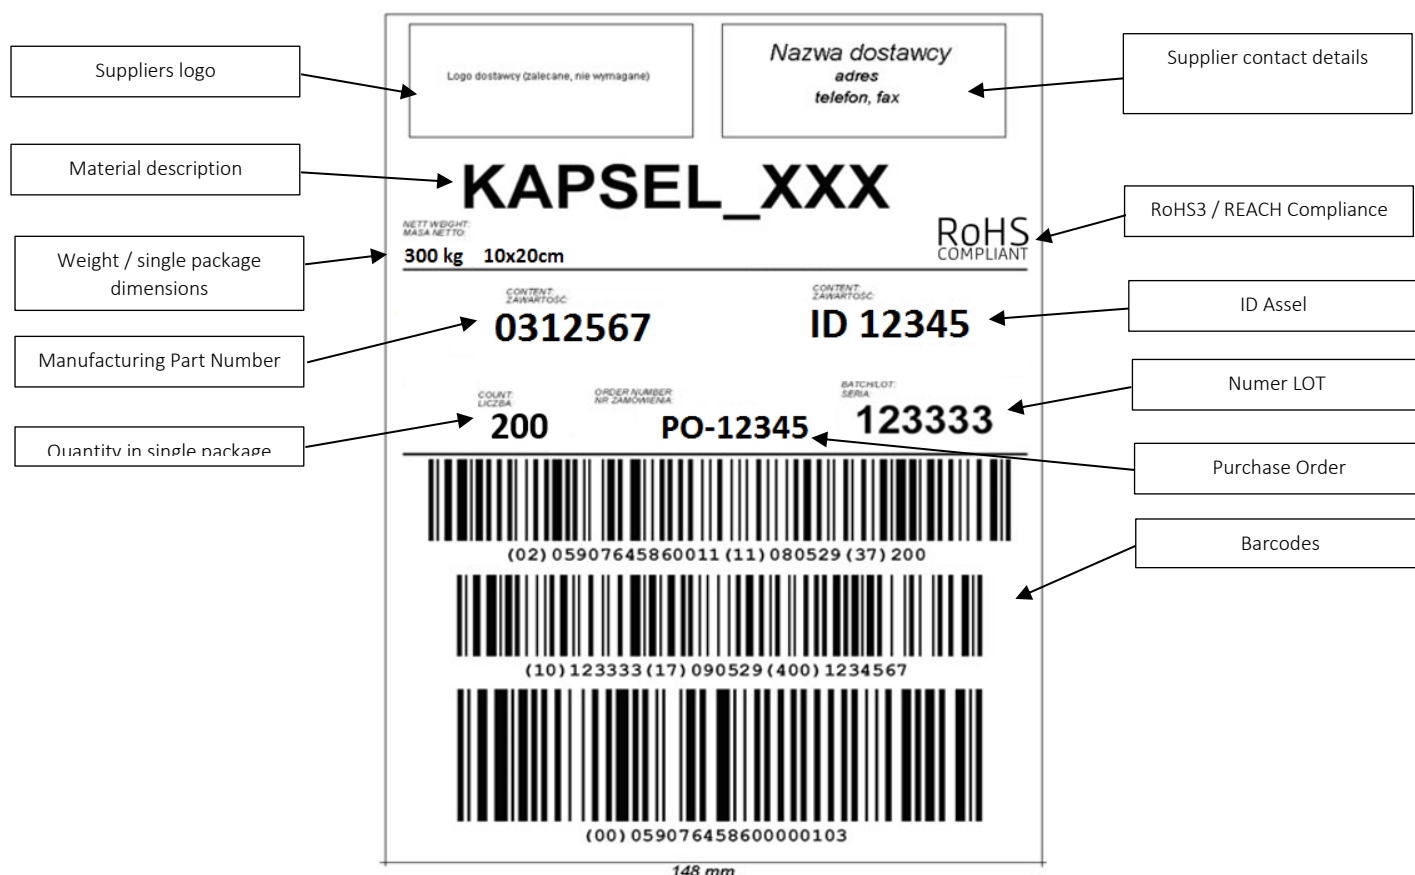 Suppliers logo
Logo dostawcy (zalecane, nie wymagane)
Nazwa dostawcy
adres
telefon, fax
Supplier contact details
Material description
KAPSEL_XXX
RoHS3 / REACH Compliance
NETT WEIGHT:
MASA NETTO:
RoHS
COMPLIANT
Weight / single package
dimensions
300 kg 10x20cm
CONTENT:
ZAWARTOŚĆ:
CONTENT:
ZAWARTOŚĆ:
ID Assel
0312567
ID 12345
Manufacturing Part Number
COUNT:
LICZBA:
ORDER NUMBER:
NR ZAMÓWIENIA:
BATCH/LOT:
SERIA:
Numer LOT
200
PO-12345
123333
Quantity in single package
Purchase Order
(02)05907645860011(11)080529(37)200
Barcodes
(10)123333(17)090529(400)1234567
(00)059076458600000103
148 mm